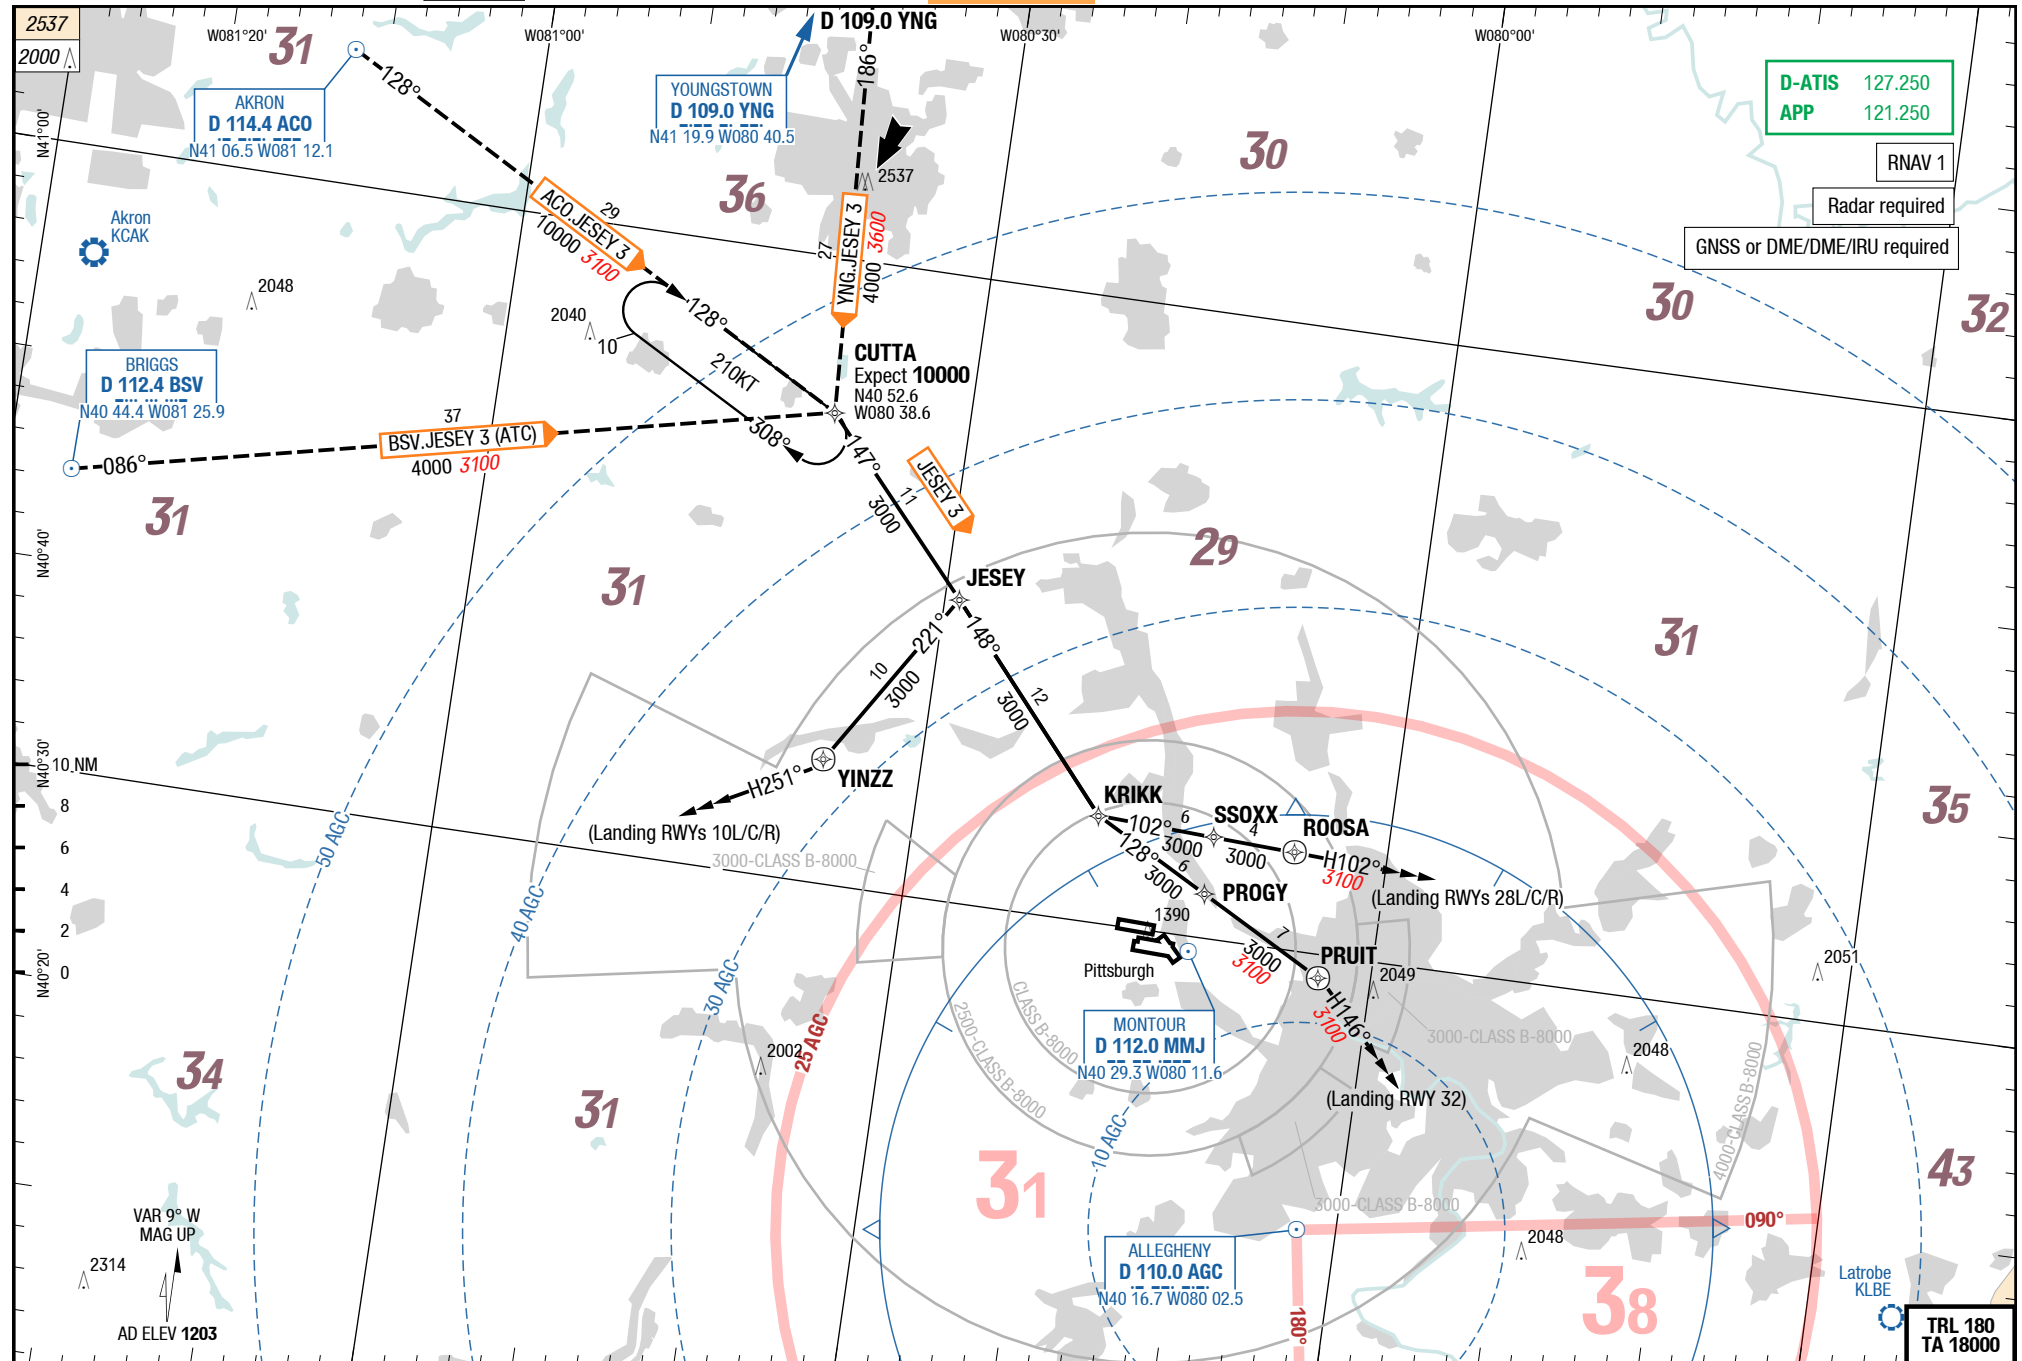 2537
2000
W081°20'
W081°00'
W080°30'
W080°00'
N41°00'
N40°40'
N40°30'
N40°20'
31
AKRON
D 114.4 ACO
N41 06.5 W081 12.1
128°
D 109.0 YNG
186°
YOUNGSTOWN
D 109.0 YNG
N41 19.9 W080 40.5
2537
36
30
D-ATIS 127.250
APP 121.250
RNAV 1
Radar required
GNSS or DME/DME/IRU required
Akron
KCAK
29
ACO.JESEY 3
10000 3100
27
YNG.JESEY 3
4000 3600
2048
2040
10
128°
210KT
308°
30
32
CUTTA
Expect 10000
N40 52.6
W080 38.6
BRIGGS
D 112.4 BSV
N40 44.4 W081 25.9
086°
37
BSV.JESEY 3 (ATC)
4000 3100
147°
11
3000
JESEY 3
31
31
29
31
JESEY
221°
10
3000
148°
12
3000
YINZZ
H251°
(Landing RWYs 10L/C/R)
10 NM
8
6
4
2
0
KRIKK
102°
6
3000
SSOXX
4
3000
ROOSA
H102°
3100
(Landing RWYs 28L/C/R)
128°
6
3000
PROGY
7
3000
3100
PRUIT
H146°
3100
(Landing RWY 32)
35
3000-CLASS B-8000
50 AGC
40 AGC
30 AGC
25 AGC
10 AGC
1390
Pittsburgh
2049
2051
2048
2002
MONTOUR
D 112.0 MMJ
N40 29.3 W080 11.6
CLASS B-8000
2500-CLASS B-8000
3000-CLASS B-8000
4000-CLASS B-8000
3000-CLASS B-8000
34
31
31
43
VAR 9° W
MAG UP
2314
AD ELEV 1203
ALLEGHENY
D 110.0 AGC
N40 16.7 W080 02.5
090°
180°
2048
38
Latrobe
KLBE
TRL 180
TA 18000